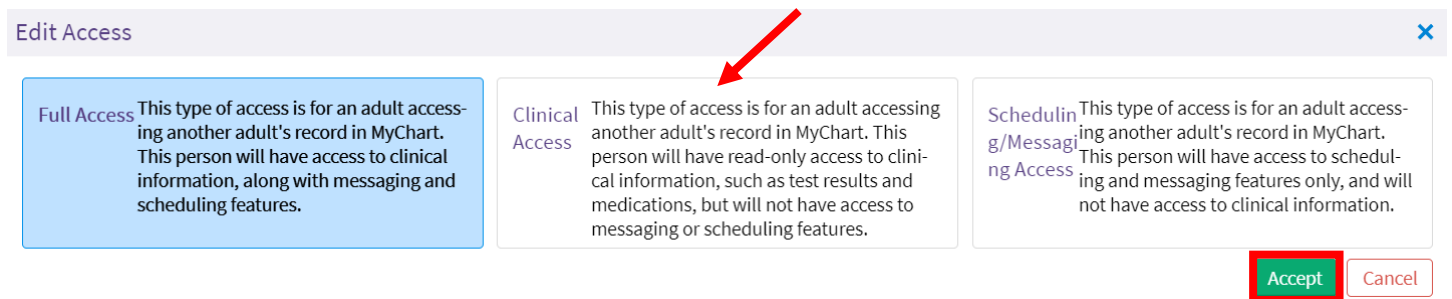 Edit Access
Full Access
This type of access is for an adult access-
ing another adult's record in MyChart.
This person will have access to clinical
information, along with messaging and
scheduling features.
Clinical
Access
This type of access is for an adult accessing
another adult's record in MyChart. This
person will have read-only access to clini-
cal information, such as test results and
medications, but will not have access to
messaging or scheduling features.
Schedulin
g/Messagi
ng Access
This type of access is for an adult access-
ing another adult's record in MyChart.
This person will have access to schedul-
ing and messaging features only, and will
not have access to clinical information.
Accept
Cancel